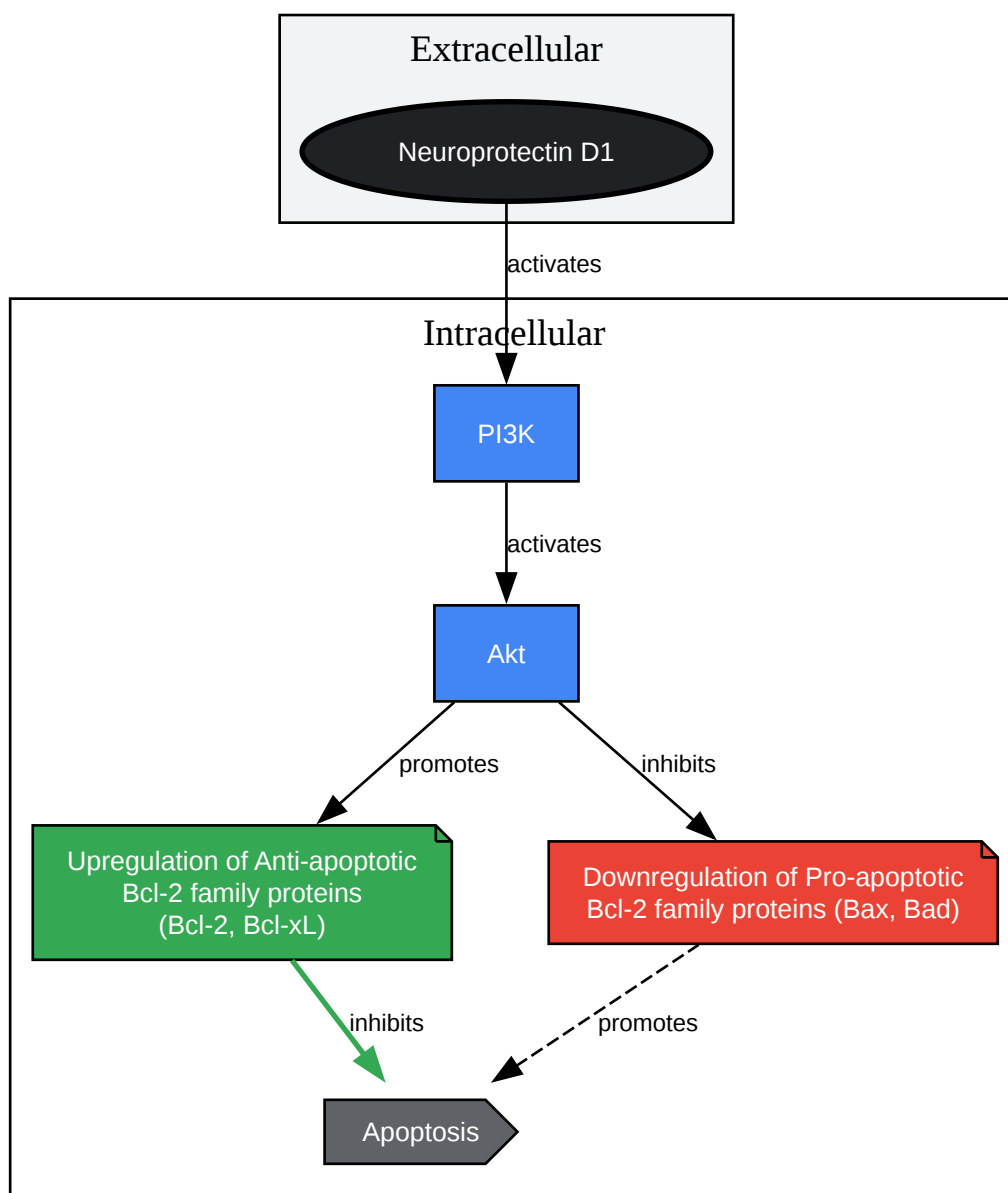 Extracellular
Neuroprotectin D1
activates
Intracellular
PI3K
activates
Akt
promotes
inhibits
Upregulation of Anti-apoptotic
Bcl-2 family proteins
(Bcl-2, Bcl-xL)
Downregulation of Pro-apoptotic
Bcl-2 family proteins (Bax, Bad)
inhibits
promotes
Apoptosis